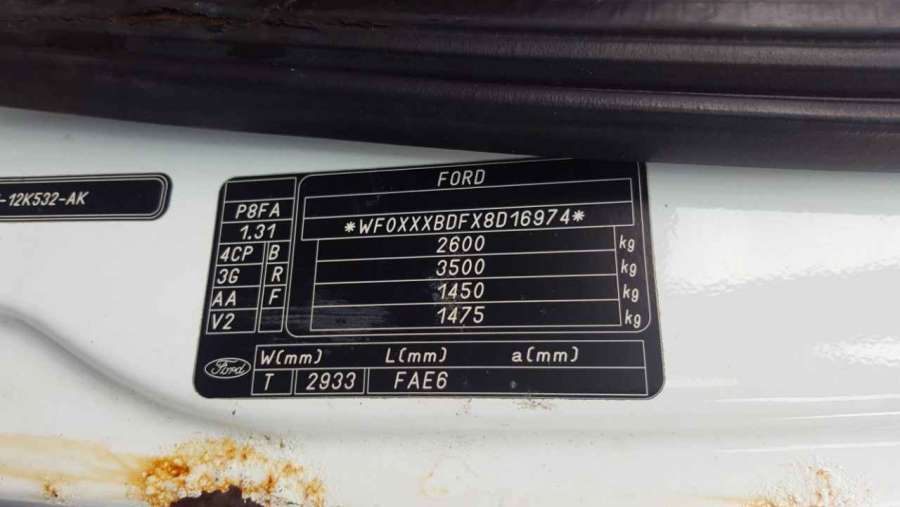 -12K532-AK
FORD
P8FA
*WF0XXXBDFX8D16974*
1.31
2600 kg
4CP B
3500 kg
3G R
1450 kg
AA F
1475 kg
V2
Ford
W(mm) L(mm) a(mm)
T 2933 FAE6